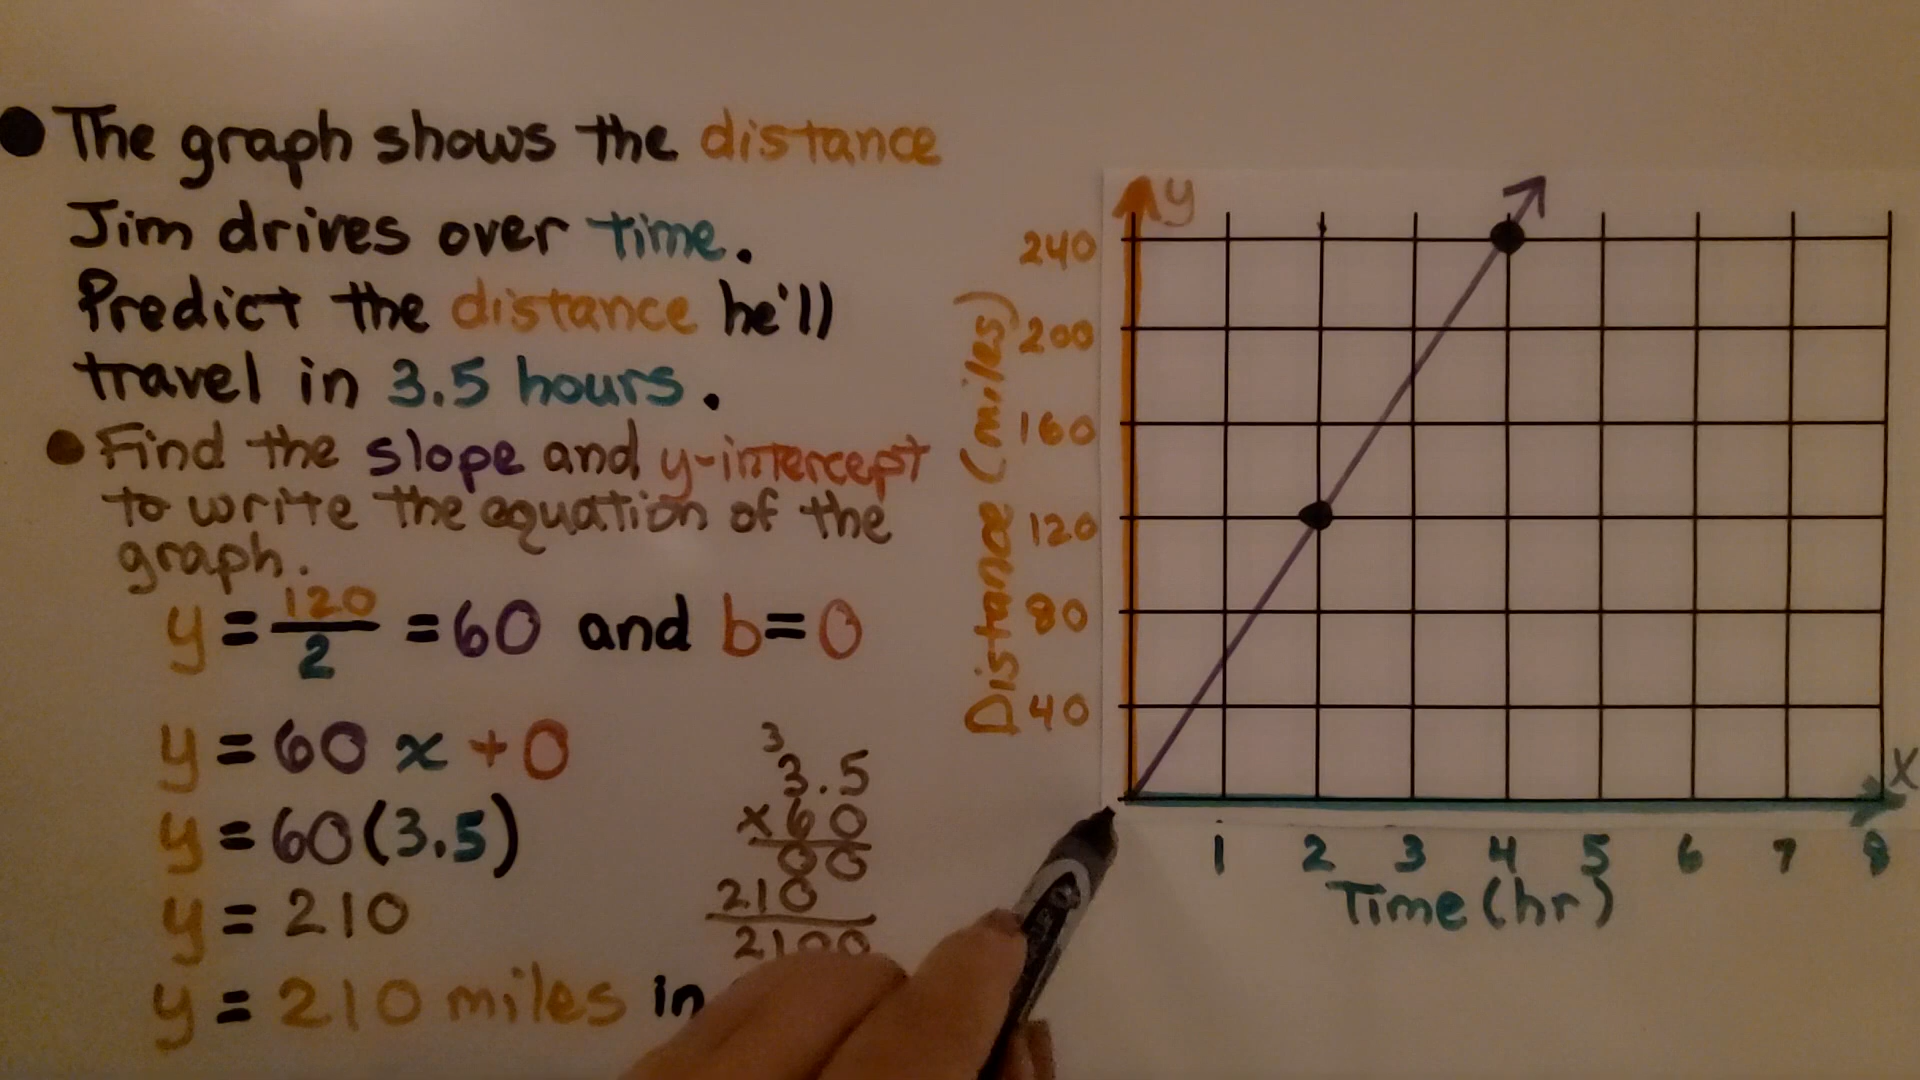 The graph shows the distance
Jim drives over time.
Predict the distance he'll
travel in 3.5 hours.
Find the slope and y-intercept
to write the equation of the
graph.
y = 120/2 = 60 and b=0
y = 60x + 0
y = 60(3.5)
y = 210
y = 210 miles in
3
3.5
x 60
00
210
2100
y
240
200
160
120
80
40
Distance (miles)
x
1 2 3 4 5 6 7 8
Time (hr)